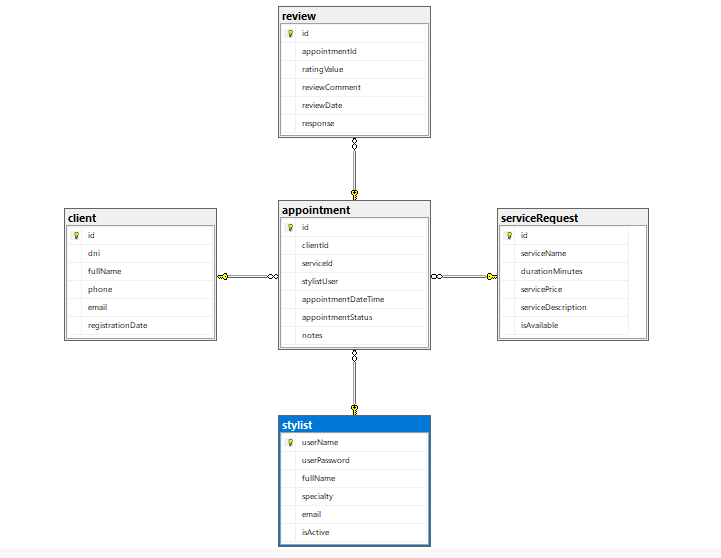 review
id
appointmentId
ratingValue
reviewComment
reviewDate
response
client
id
dni
fullName
phone
email
registrationDate
appointment
id
clientId
serviceId
stylistUser
appointmentDateTime
appointmentStatus
notes
serviceRequest
id
serviceName
durationMinutes
servicePrice
serviceDescription
isAvailable
stylist
userName
userPassword
fullName
specialty
email
isActive